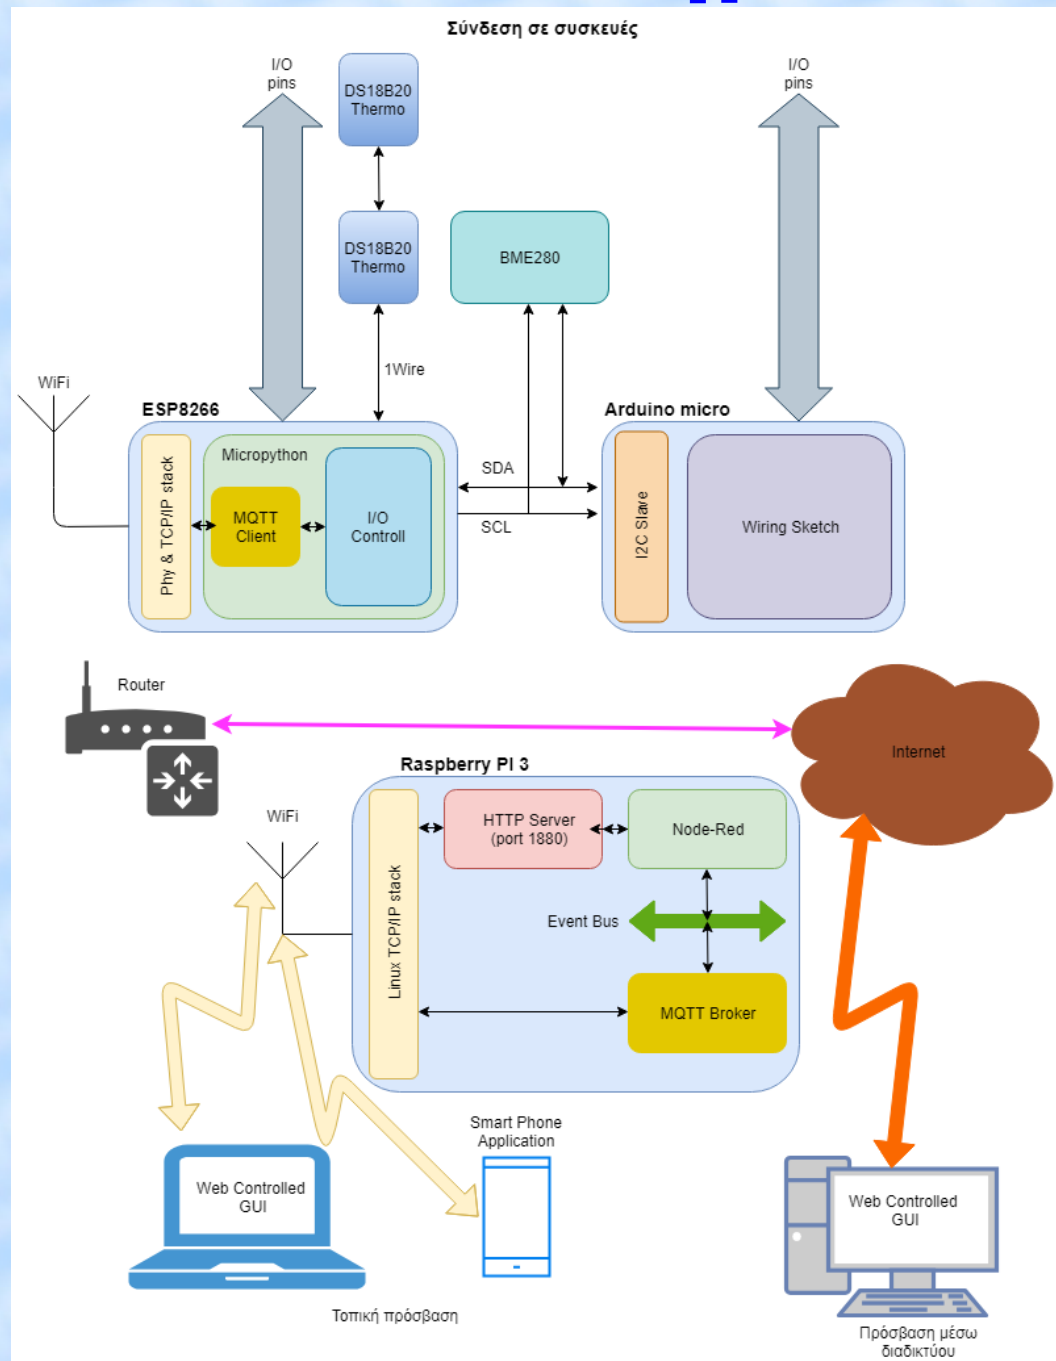 Σύνδεση σε συσκευές
I/O
pins
DS18B20
Thermo
I/O
pins
DS18B20
Thermo
BME280
1Wire
WiFi
ESP8266
Arduino micro
Phy & TCP/IP stack
Micropython
MQTT
Client
I/O
Controll
SDA
SCL
I2C Slave
Wiring Sketch
Router
Internet
Raspberry PI 3
WiFi
Linux TCP/IP stack
HTTP Server
(port 1880)
Node-Red
Event Bus
MQTT Broker
Smart Phone
Application
Web Controlled
GUI
Web Controlled
GUI
Τοπική πρόσβαση
Πρόσβαση μέσω
διαδικτύου